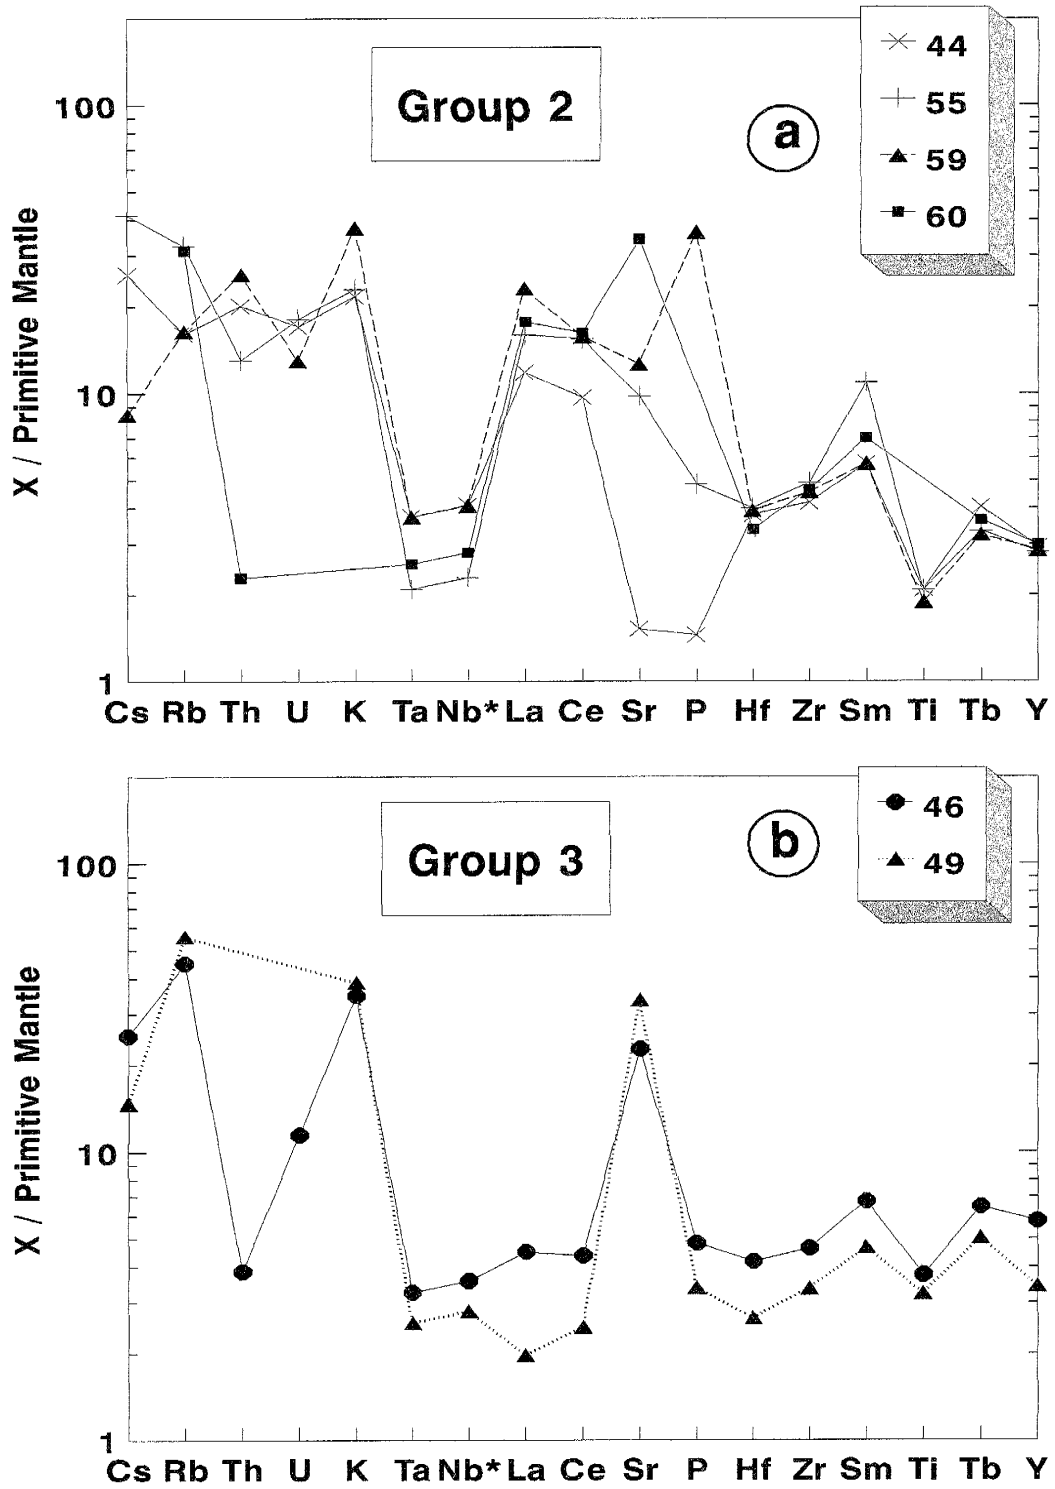 Group 2
a
44
55
59
60
100
10
1
X / Primitive Mantle
Cs Rb Th U K Ta Nb* La Ce Sr P Hf Zr Sm Ti Tb Y
Group 3
b
46
49
100
10
1
X / Primitive Mantle
Cs Rb Th U K Ta Nb* La Ce Sr P Hf Zr Sm Ti Tb Y